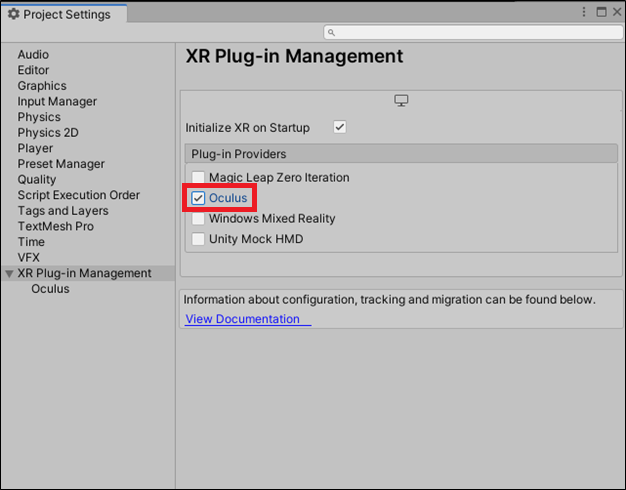 Project Settings
Audio
Editor
Graphics
Input Manager
Physics
Physics 2D
Player
Preset Manager
Quality
Script Execution Order
Tags and Layers
TextMesh Pro
Time
VFX
XR Plug-in Management
Oculus
XR Plug-in Management
Initialize XR on Startup
Plug-in Providers
Magic Leap Zero Iteration
Oculus
Windows Mixed Reality
Unity Mock HMD
Information about configuration, tracking and migration can be found below.
View Documentation